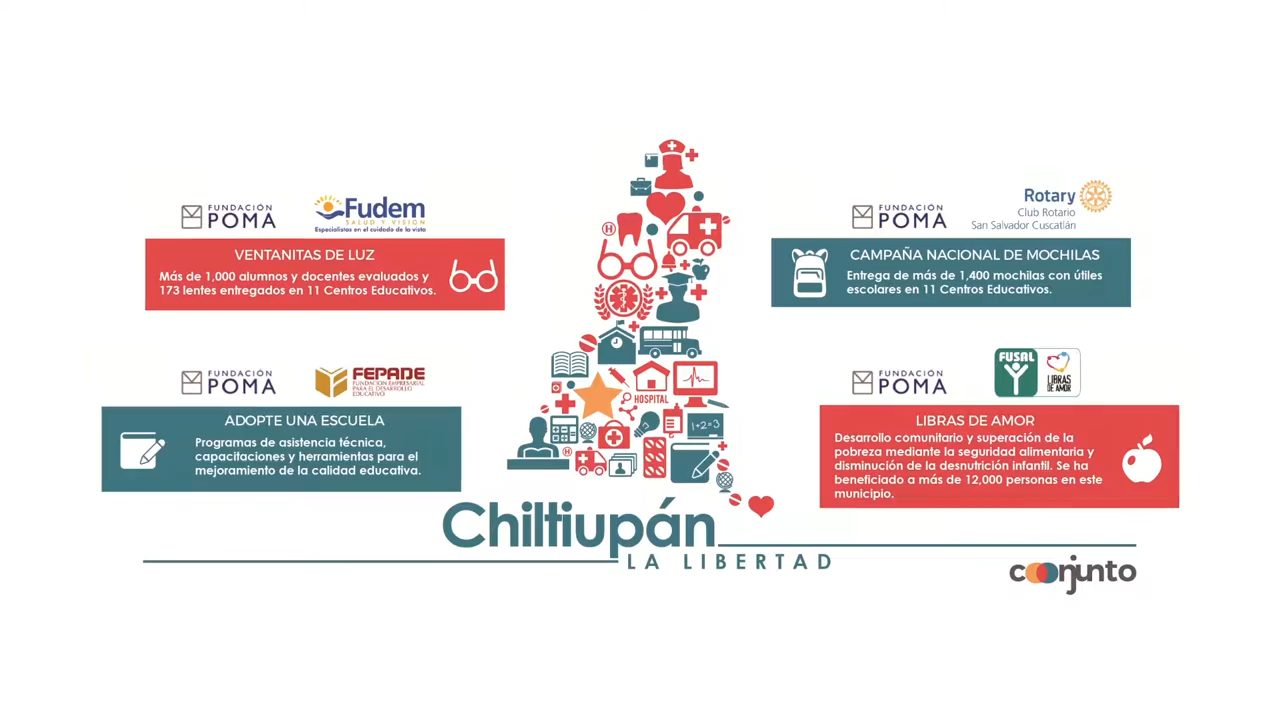 FUNDACIÓN
POMA
Fudem
SALUD Y VISIÓN
Especialistas en el cuidado de la vista
VENTANITAS DE LUZ
Más de 1,000 alumnos y docentes evaluados y
173 lentes entregados en 11 Centros Educativos.
FUNDACIÓN
POMA
FEPADE
FUNDACIÓN EMPRESARIAL
PARA EL DESARROLLO
EDUCATIVO
ADOPTE UNA ESCUELA
Programas de asistencia técnica,
capacitaciones y herramientas para el
mejoramiento de la calidad educativa.
H
HOSPITAL
1+2×3
H
FUNDACIÓN
POMA
Rotary
Club Rotario
San Salvador Cuscatlán
CAMPAÑA NACIONAL DE MOCHILAS
Entrega de más de 1,400 mochilas con útiles
escolares en 11 Centros Educativos.
FUNDACIÓN
POMA
FUSAL
LIBRAS
DE AMOR
LIBRAS DE AMOR
Desarrollo comunitario y superación de la
pobreza mediante la seguridad alimentaria y
disminución de la desnutrición infantil. Se ha
beneficiado a más de 12,000 personas en este
municipio.
Chiltiupán
LA LIBERTAD
coonjunto